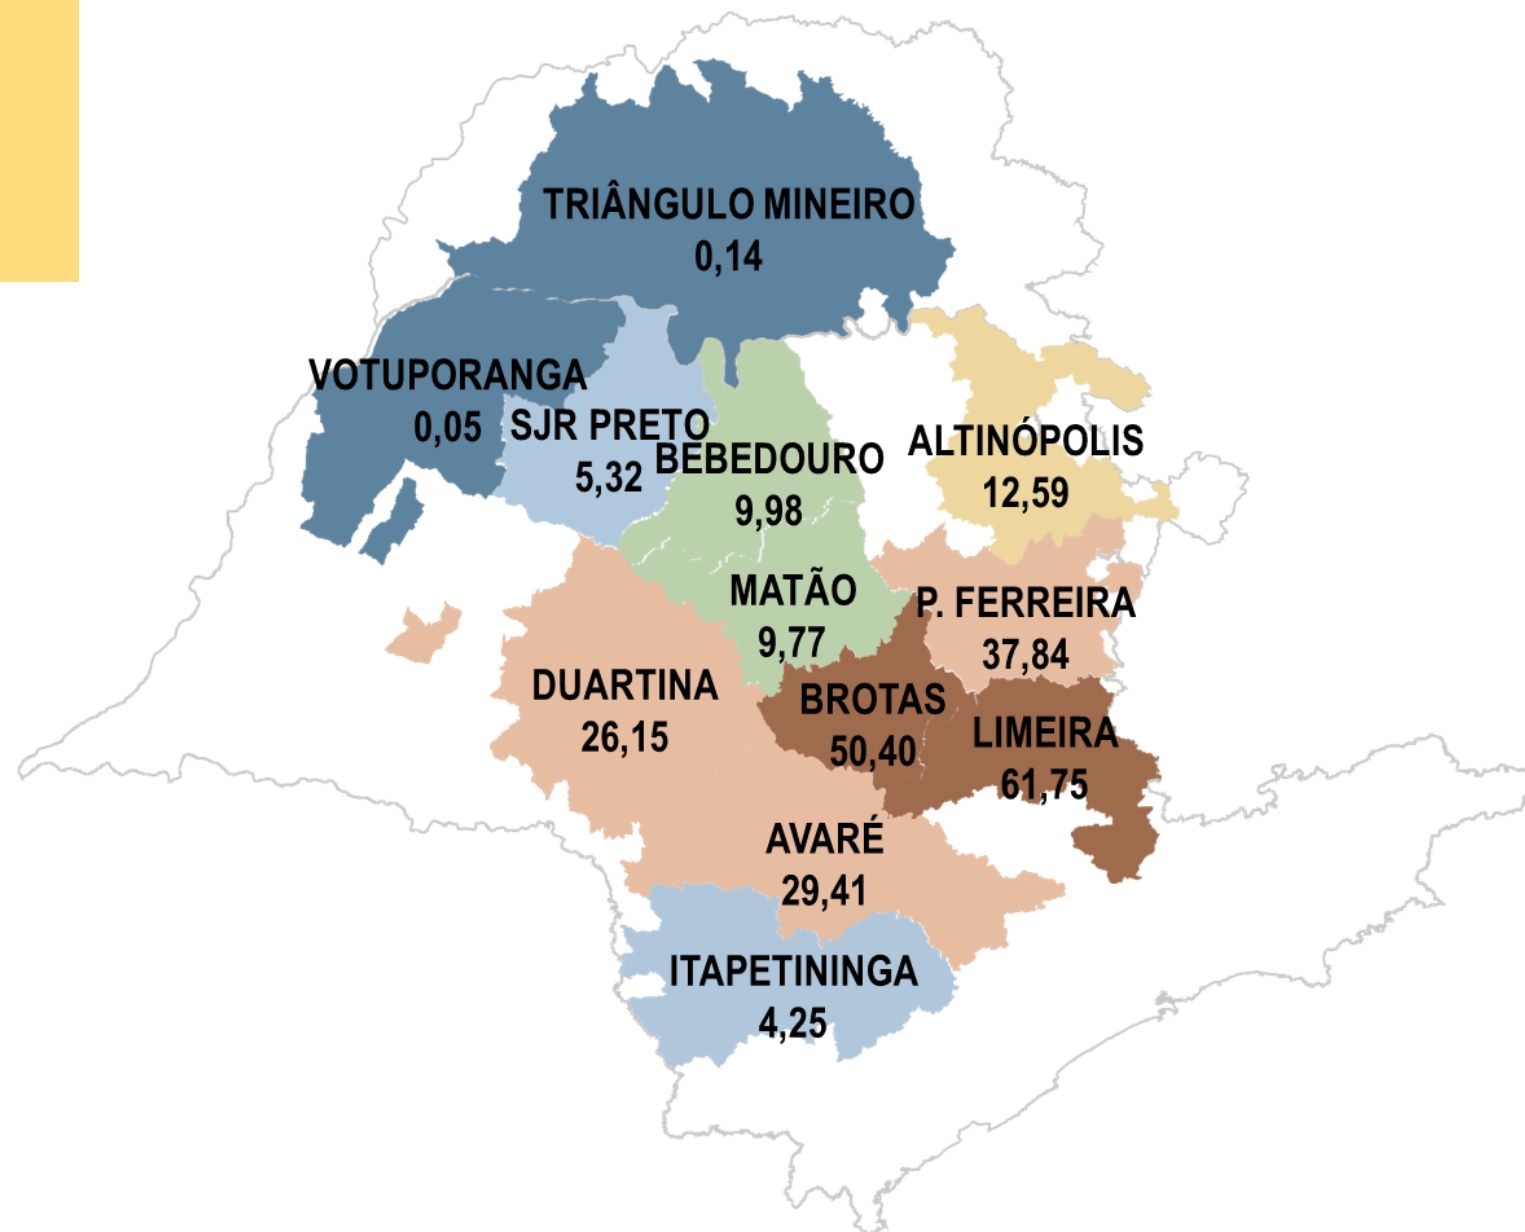 TRIÂNGULO MINEIRO
0,14
VOTUPORANGA
0,05
SJR PRETO
5,32
BEBEDOURO
9,98
ALTINÓPOLIS
12,59
MATÃO
9,77
P. FERREIRA
37,84
DUARTINA
26,15
BROTAS
50,40
LIMEIRA
61,75
AVARÉ
29,41
ITAPETININGA
4,25